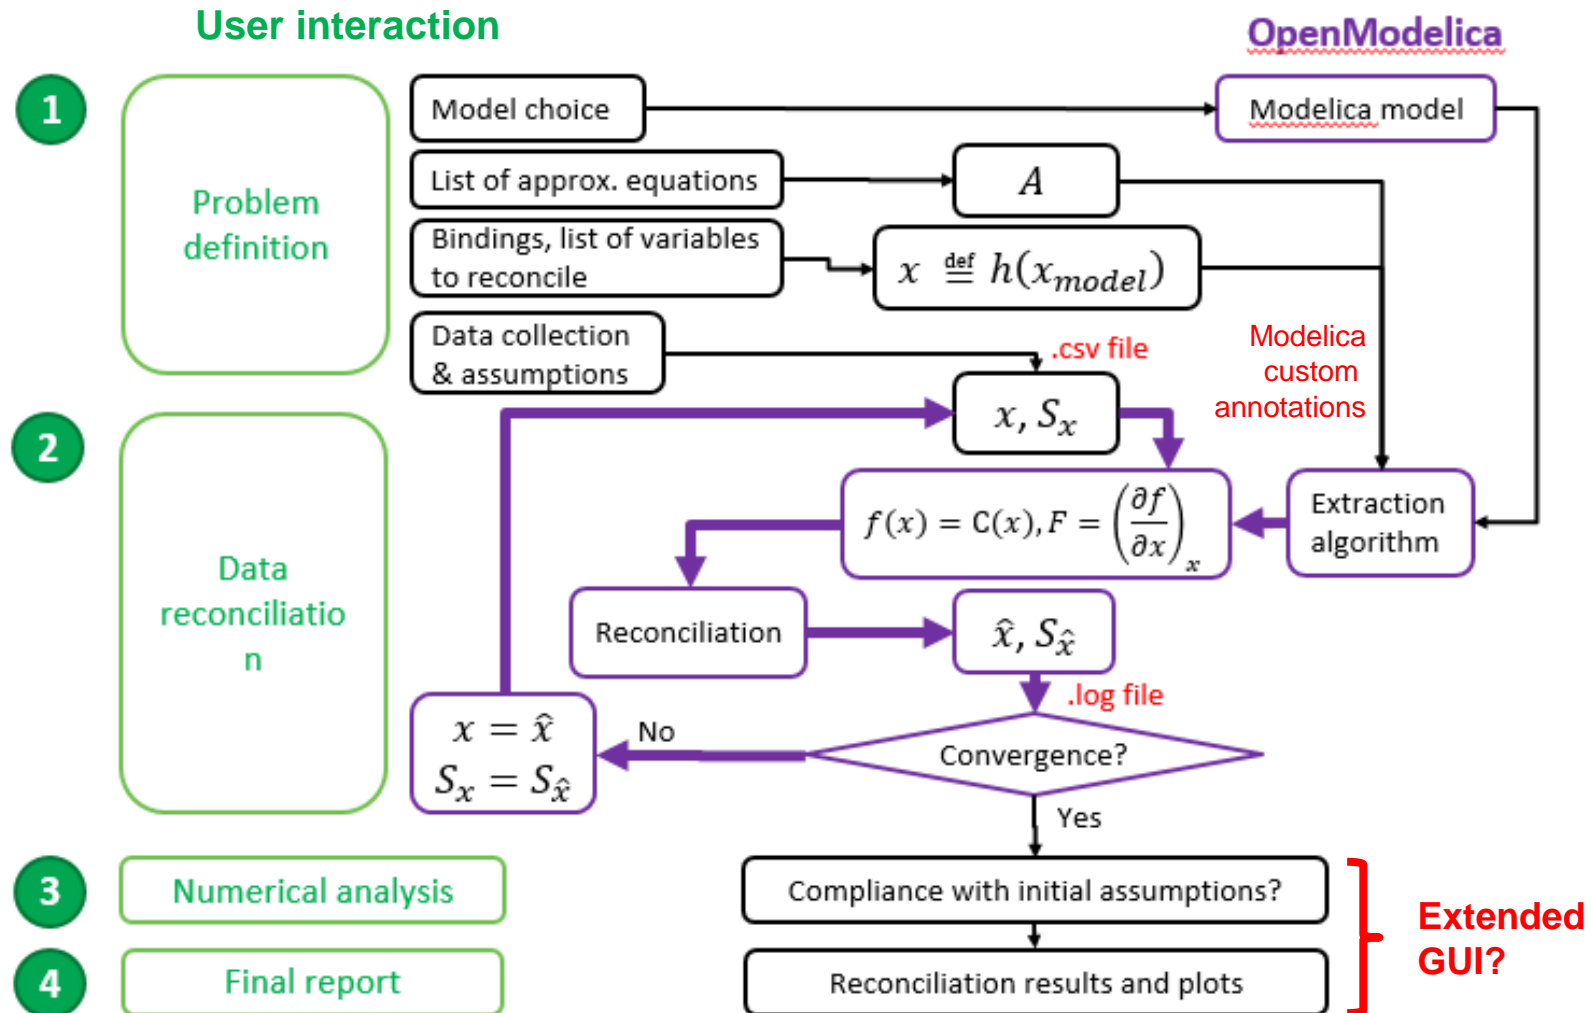 User interaction
OpenModelica
1
Problem
definition
Model choice
Modelica model
List of approx. equations
A
Bindings, list of variables
to reconcile
x ≝ h(x_model)
Data collection
& assumptions
.csv file
Modelica
custom
annotations
2
Data
reconciliatio
n
x, S_x
f(x) = C(x), F = (∂f/∂x)_x
Extraction
algorithm
Reconciliation
x̂, S_x̂
.log file
x = x̂
S_x = S_x̂
No
Convergence?
Yes
3
Numerical analysis
Compliance with initial assumptions?
4
Final report
Reconciliation results and plots
Extended
GUI?